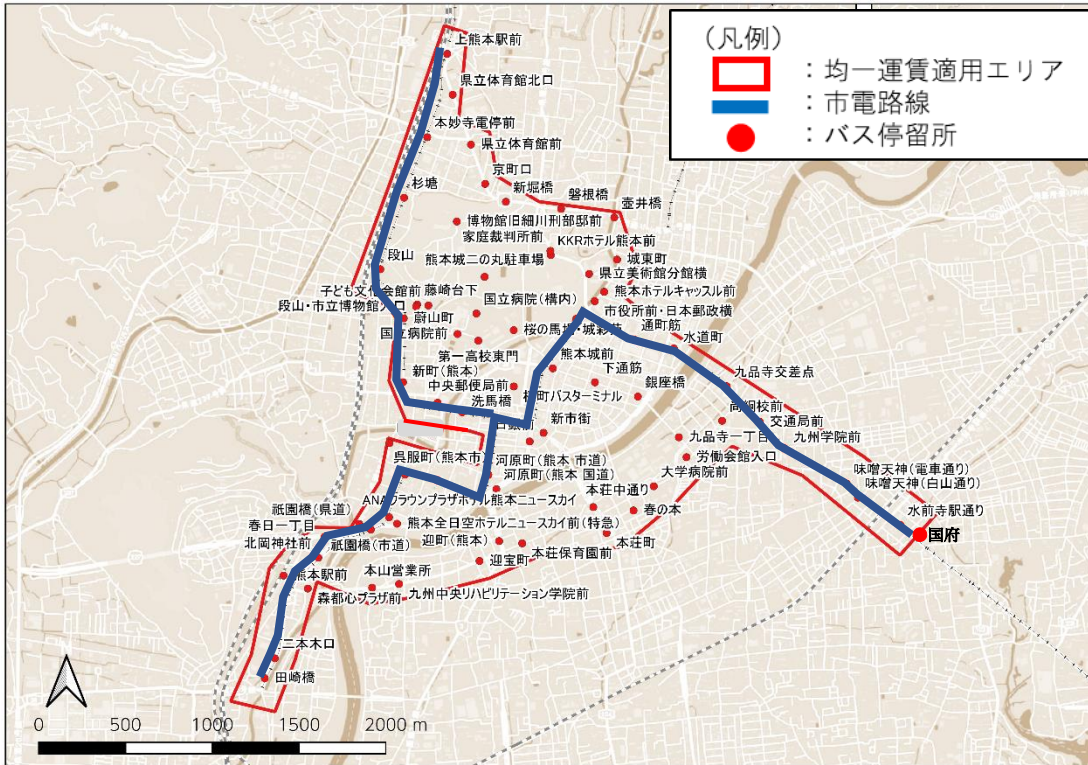 (凡例)
：均一運賃適用エリア
：市電路線
：バス停留所
上熊本駅前
県立体育館北口
本妙寺電停前
県立体育館前
京町口
杉塘
新堀橋
磐根橋
壷井橋
博物館旧細川刑部邸前
家庭裁判所前
KKRホテル熊本前
熊本城二の丸駐車場
城東町
段山
県立美術館分館横
子ども文化会館前
藤崎台下
熊本ホテルキャッスル前
段山・市立博物館入口
国立病院(構内)
市役所前・日本郵政横
蔚山町
通町筋
国立病院前
桜の馬場・城彩苑
水道町
第一高校東門
熊本城前
新町(熊本)
下通筋
九品寺交差点
中央郵便局前
銀座橋
洗馬橋
桜町バスターミナル
高綱校前
交通局前
新市街
九品寺一丁目
九州学院前
呉服町(熊本市)
河原町(熊本 市道)
労働会館入口
河原町(熊本 国道)
大学病院前
味噌天神(電車通り)
味噌天神(白山通り)
ANAクラウンプラザホテル熊本ニュースカイ
本荘中通り
祇園橋(県道)
春の本
水前寺駅通り
春日一丁目
熊本全日空ホテルニュースカイ前(特急)
国府
北岡神社前
祇園橋(市道)
迎町(熊本)
本荘町
本荘保育園前
迎宝町
熊本駅前
本山営業所
森都心プラザ前
九州中央リハビリテーション学院前
二本木口
田崎橋
0
500
1000
1500
2000 m